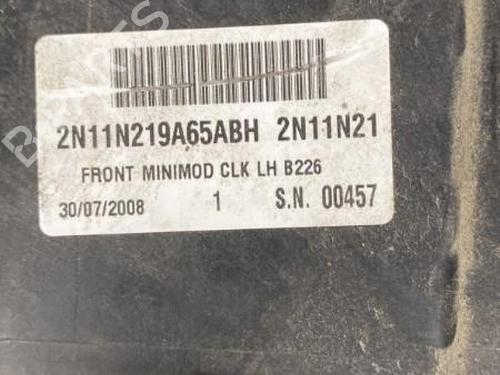 2N11N219A65ABH 2N11N21
FRONT MINIMOD CLK LH B226
30/07/2008 1 S.N. 00457